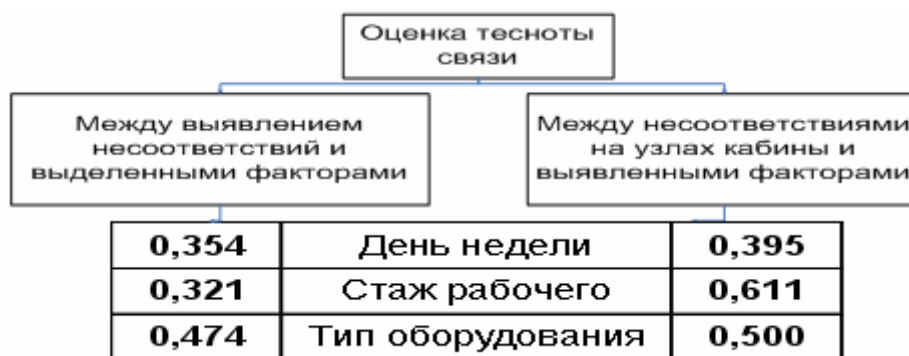 Оценка тесноты
связи
Между выявлением
несоответствий и
выделенными факторами
Между несоответствиями
на узлах кабины и
выявленными факторами
0,354 День недели 0,395
0,321 Стаж рабочего 0,611
0,474 Тип оборудования 0,500